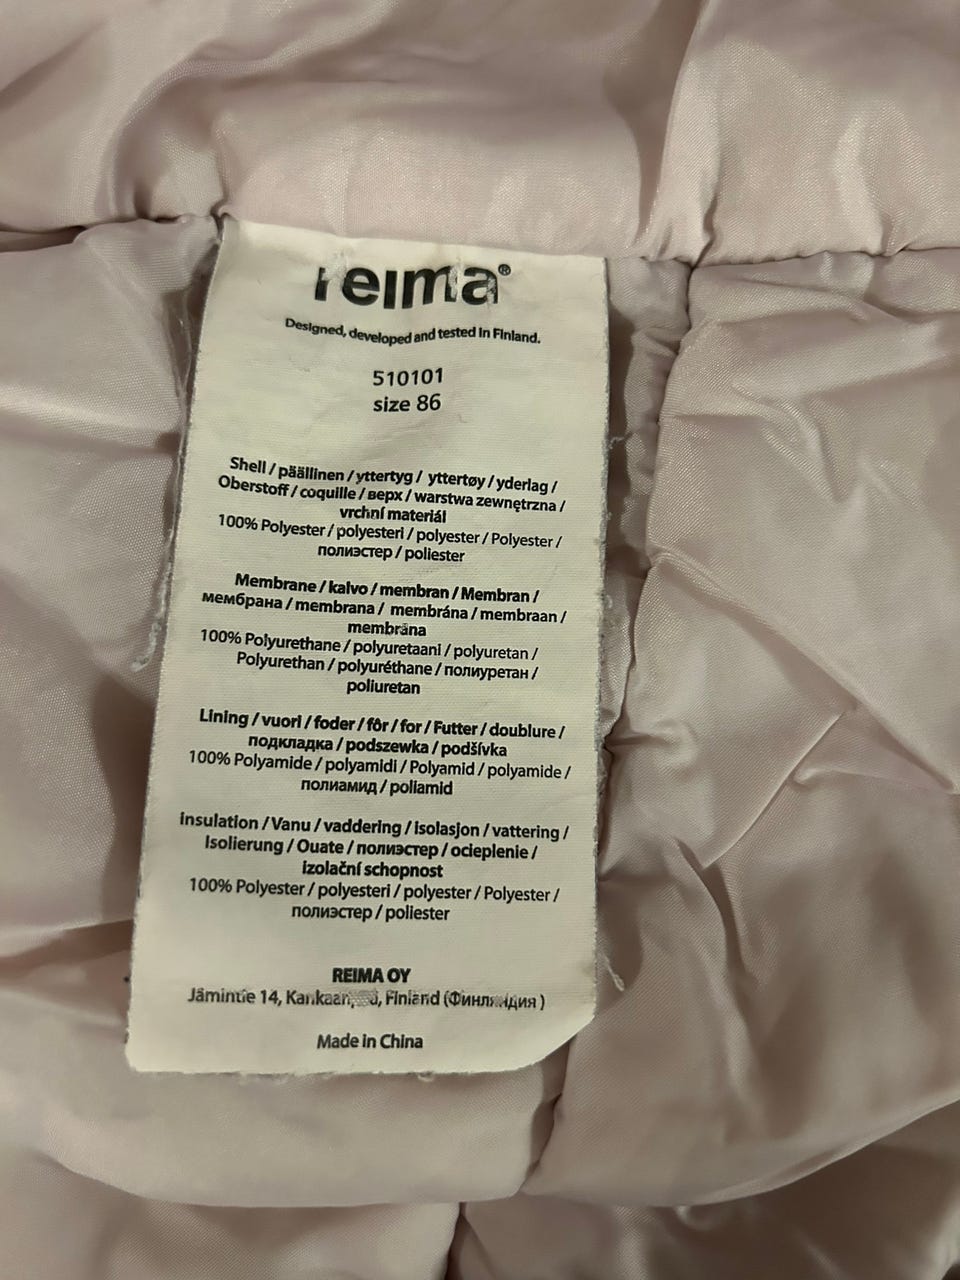 reima®
Designed, developed and tested in Finland.
510101
size 86
Shell / päällinen / yttertyg / yttertøy / yderlag /
Oberstoff / coquille / верх / warstwa zewnętrzna /
vrchní materiál
100% Polyester / polyesteri / polyester / Polyester /
полиэстер / poliester
Membrane / kalvo / membran / Membran /
мембрана / membrana / membrána / membraan /
membrāna
100% Polyurethane / polyuretaani / polyuretan /
Polyurethan / polyuréthane / полиуретан /
poliuretan
Lining / vuori / foder / fôr / for / Futter / doublure /
подкладка / podszewka / podšívka
100% Polyamide / polyamidi / Polyamid / polyamide /
полиамид / poliamid
insulation / Vanu / vaddering / isolasjon / vattering /
Isolierung / Ouate / полиэстер / ocieplenie /
izolační schopnost
100% Polyester / polyesteri / polyester / Polyester /
полиэстер / poliester
REIMA OY
Jämintie 14, Finland (Финляндия )
Made in China